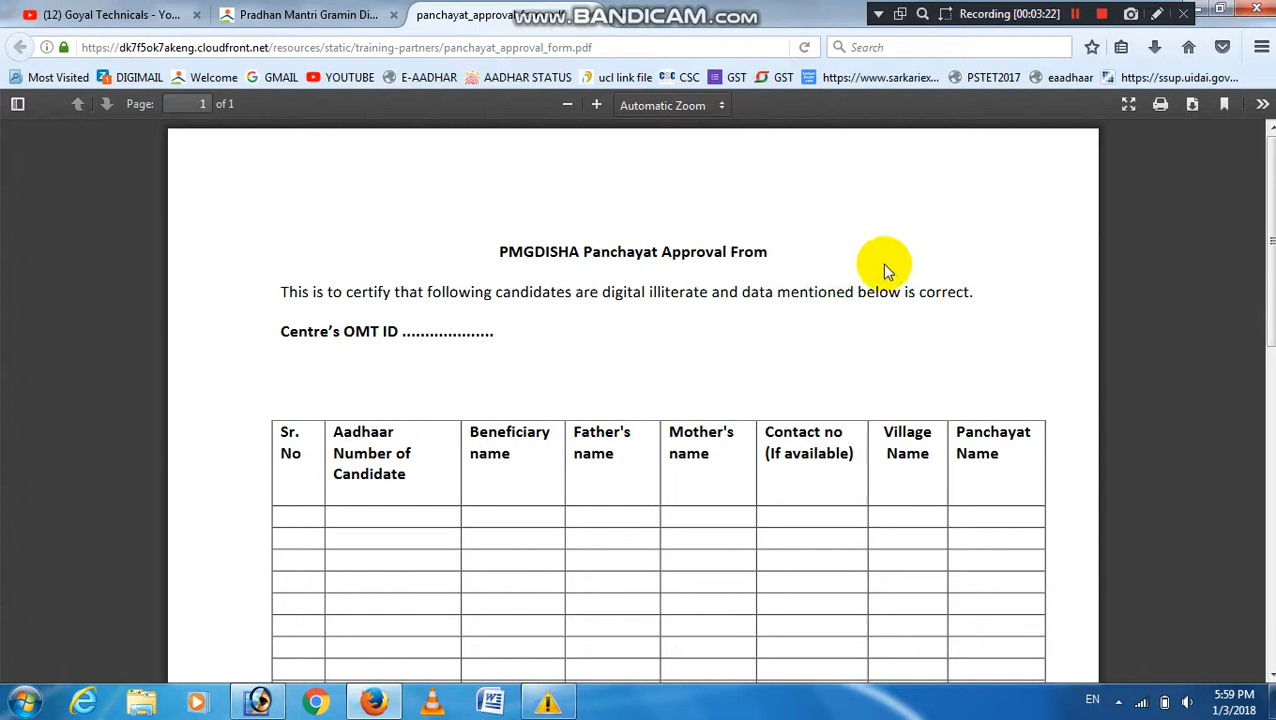 (12) Goyal Technicals - Yo...
Pradhan Mantri Gramin Di...
www.BANDICAM.com
Recording [00:03:22]
https://dk7f5ok7akeng.cloudfront.net/resources/static/training-partners/panchayat_approval_form.pdf
Search
Most Visited
DIGIMAIL
Welcome
GMAIL
YOUTUBE
E-AADHAR
AADHAR STATUS
ucl link file
CSC
GST
GST
https://www.sarkariex...
PSTET2017
eaadhaar
https://ssup.uidai.gov...
Page: 1 of 1
Automatic Zoom
PMGDISHA Panchayat Approval From
This is to certify that following candidates are digital illiterate and data mentioned below is correct.
Centre's OMT ID ....................
Sr. No
Aadhaar Number of Candidate
Beneficiary name
Father's name
Mother's name
Contact no (If available)
Village Name
Panchayat Name
EN
5:59 PM
1/3/2018